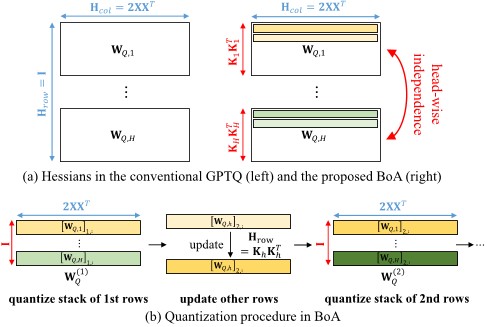 H_col = 2XX^T
H_col = 2XX^T
H_row = I
W_Q,1
⋮
W_Q,H
K_1K_1^T
W_Q,1
⋮
K_HK_H^T
W_Q,H
head-wise
independence
(a) Hessians in the conventional GPTQ (left) and the proposed BoA (right)
2XX^T
I
[W_Q,1]_1,:
⋮
[W_Q,H]_1,:
W_Q^(1)
quantize stack of 1st rows
[W_Q,h]_2,:
update
H_row
= K_hK_h^T
[W_Q,h]_2,:
update other rows
2XX^T
I
[W_Q,1]_2,:
⋮
[W_Q,H]_2,:
W_Q^(2)
quantize stack of 2nd rows
⋯
(b) Quantization procedure in BoA